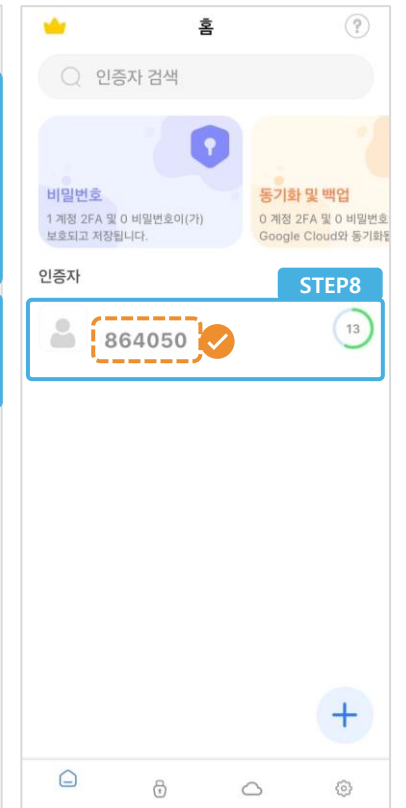 홈
?
인증자 검색
비밀번호
1 계정 2FA 및 0 비밀번호이(가)
보호되고 저장됩니다.
동기화 및 백업
0 계정 2FA 및 0 비밀번호
Google Cloud와 동기화
인증자
STEP8
864050
13